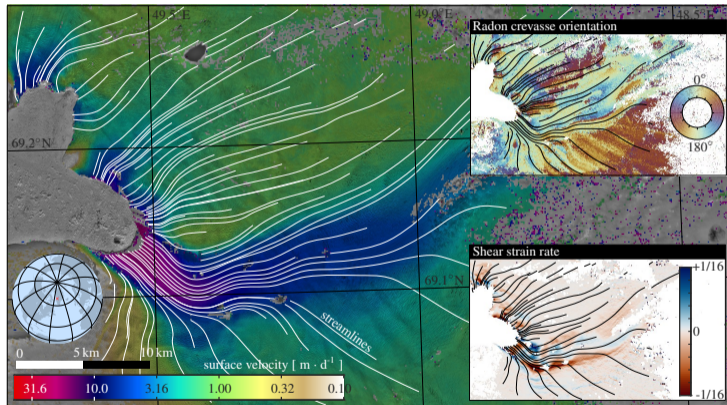 49.5°E
49.0°E
48.5°E
Radon crevasse orientation
0°
180°
69.2°N
Shear strain rate
+1/16
0
-1/16
69.1°N
streamlines
0 5 km 10 km
surface velocity [ m · d⁻¹ ]
31.6 10.0 3.16 1.00 0.32 0.10